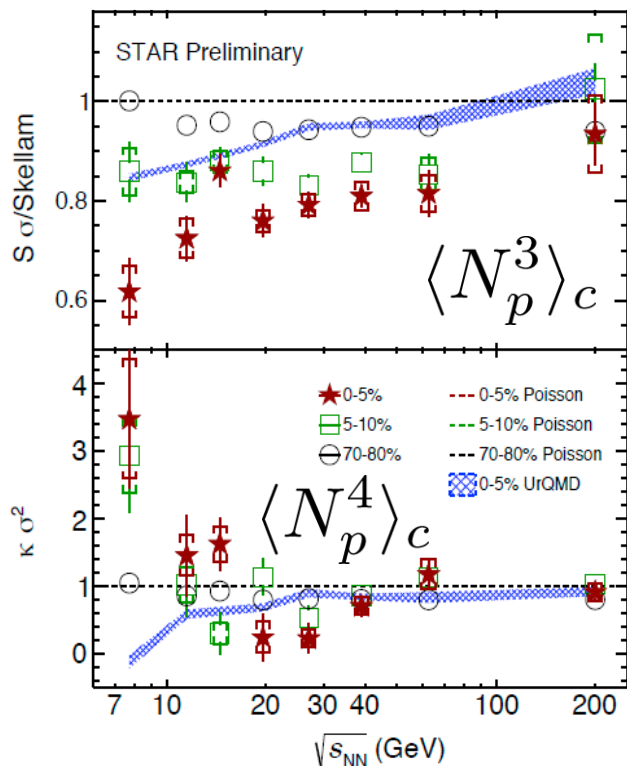 STAR Preliminary
1
0.8
0.6
S σ/Skellam
⟨N_p^3⟩_c
4
3
2
1
0
κ σ²
0-5%
5-10%
70-80%
0-5% Poisson
5-10% Poisson
70-80% Poisson
0-5% UrQMD
⟨N_p^4⟩_c
7 10 20 30 40 100 200
√s_NN (GeV)